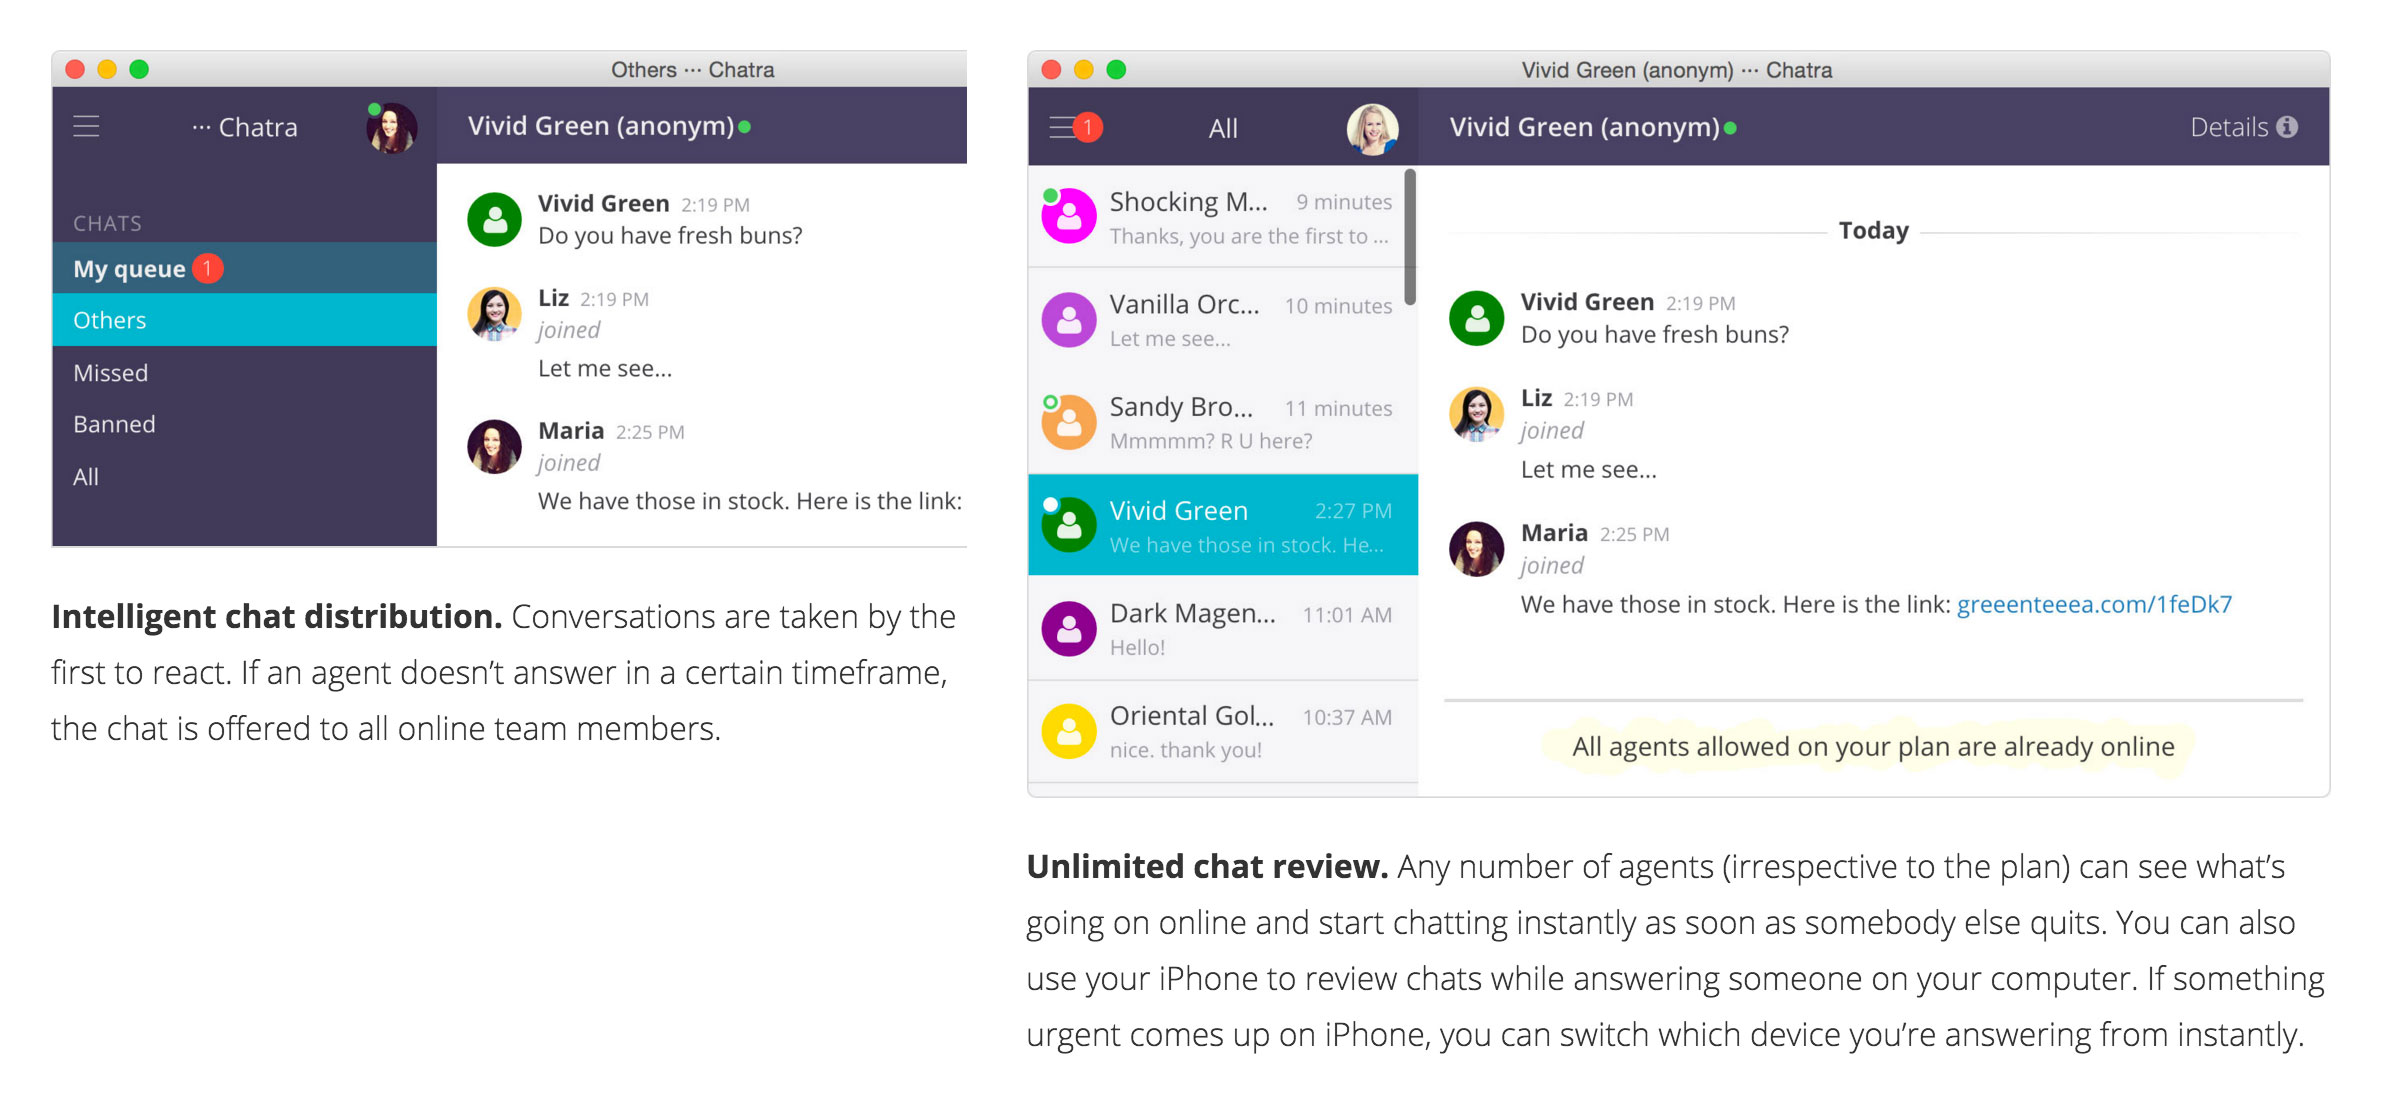 Others ··· Chatra
··· Chatra
Vivid Green (anonym)
CHATS
My queue 1
Others
Missed
Banned
All
Vivid Green 2:19 PM
Do you have fresh buns?
Liz 2:19 PM
joined
Let me see...
Maria 2:25 PM
joined
We have those in stock. Here is the link:
Intelligent chat distribution. Conversations are taken by the
first to react. If an agent doesn’t answer in a certain timeframe,
the chat is offered to all online team members.
Vivid Green (anonym) ··· Chatra
1
All
Vivid Green (anonym)
Details i
Shocking M... 9 minutes
Thanks, you are the first to ...
Vanilla Orc... 10 minutes
Let me see...
Sandy Bro... 11 minutes
Mmmmm? R U here?
Vivid Green 2:27 PM
We have those in stock. He...
Dark Magen... 11:01 AM
Hello!
Oriental Gol... 10:37 AM
nice. thank you!
Today
Vivid Green 2:19 PM
Do you have fresh buns?
Liz 2:19 PM
joined
Let me see...
Maria 2:25 PM
joined
We have those in stock. Here is the link: greeenteeea.com/1feDk7
All agents allowed on your plan are already online
Unlimited chat review. Any number of agents (irrespective to the plan) can see what’s
going on online and start chatting instantly as soon as somebody else quits. You can also
use your iPhone to review chats while answering someone on your computer. If something
urgent comes up on iPhone, you can switch which device you’re answering from instantly.